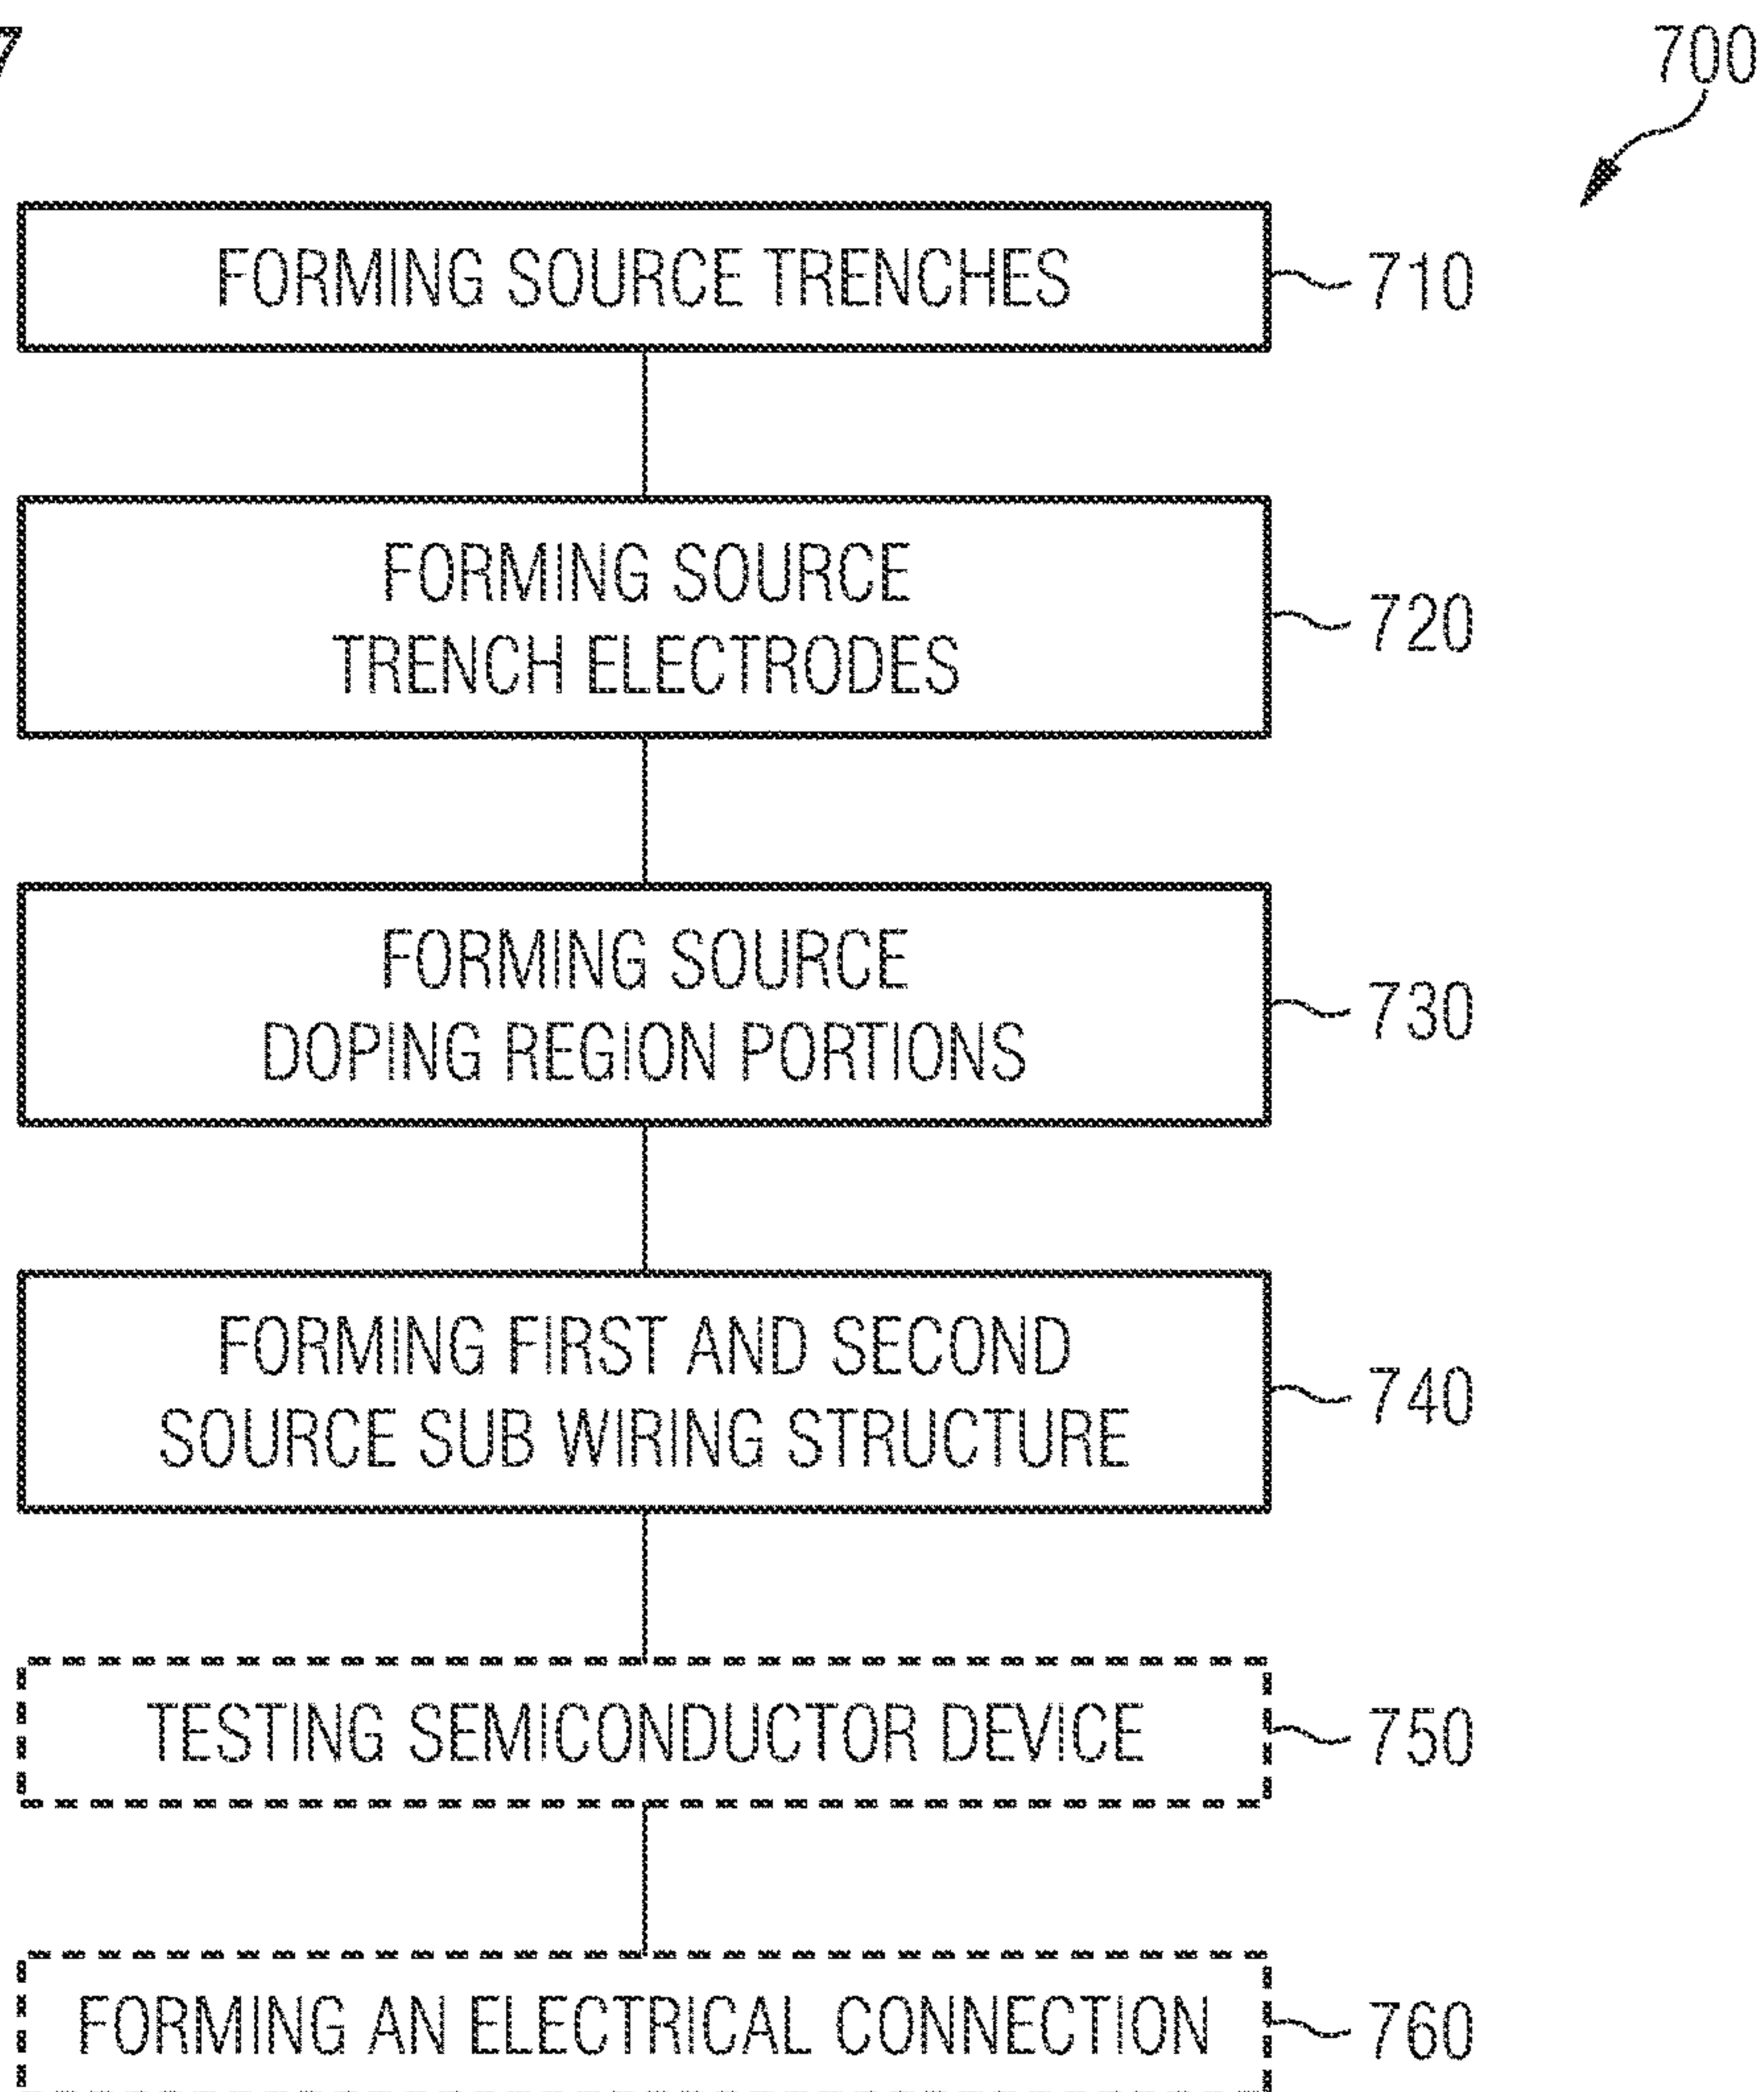 7
700
FORMING SOURCE TRENCHES
710
FORMING SOURCE
TRENCH ELECTRODES
720
FORMING SOURCE
DOPING REGION PORTIONS
730
FORMING FIRST AND SECOND
SOURCE SUB WIRING STRUCTURE
740
TESTING SEMICONDUCTOR DEVICE
750
FORMING AN ELECTRICAL CONNECTION
760